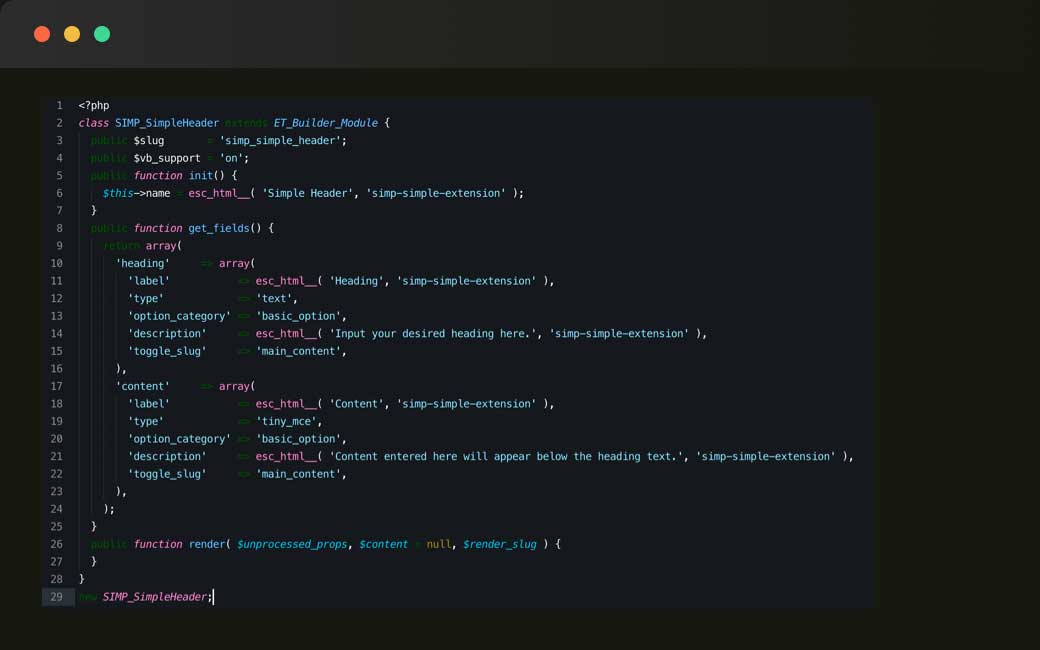 1 <?php
2 class SIMP_SimpleHeader extends ET_Builder_Module {
3   public $slug       = 'simp_simple_header';
4   public $vb_support = 'on';
5   public function init() {
6     $this->name = esc_html__( 'Simple Header', 'simp-simple-extension' );
7   }
8   public function get_fields() {
9     return array(
10       'heading'     => array(
11         'label'           => esc_html__( 'Heading', 'simp-simple-extension' ),
12         'type'            => 'text',
13         'option_category' => 'basic_option',
14         'description'     => esc_html__( 'Input your desired heading here.', 'simp-simple-extension' ),
15         'toggle_slug'     => 'main_content',
16       ),
17       'content'     => array(
18         'label'           => esc_html__( 'Content', 'simp-simple-extension' ),
19         'type'            => 'tiny_mce',
20         'option_category' => 'basic_option',
21         'description'     => esc_html__( 'Content entered here will appear below the heading text.', 'simp-simple-extension' ),
22         'toggle_slug'     => 'main_content',
23       ),
24     );
25   }
26   public function render( $unprocessed_props, $content = null, $render_slug ) {
27   }
28 }
29 new SIMP_SimpleHeader;